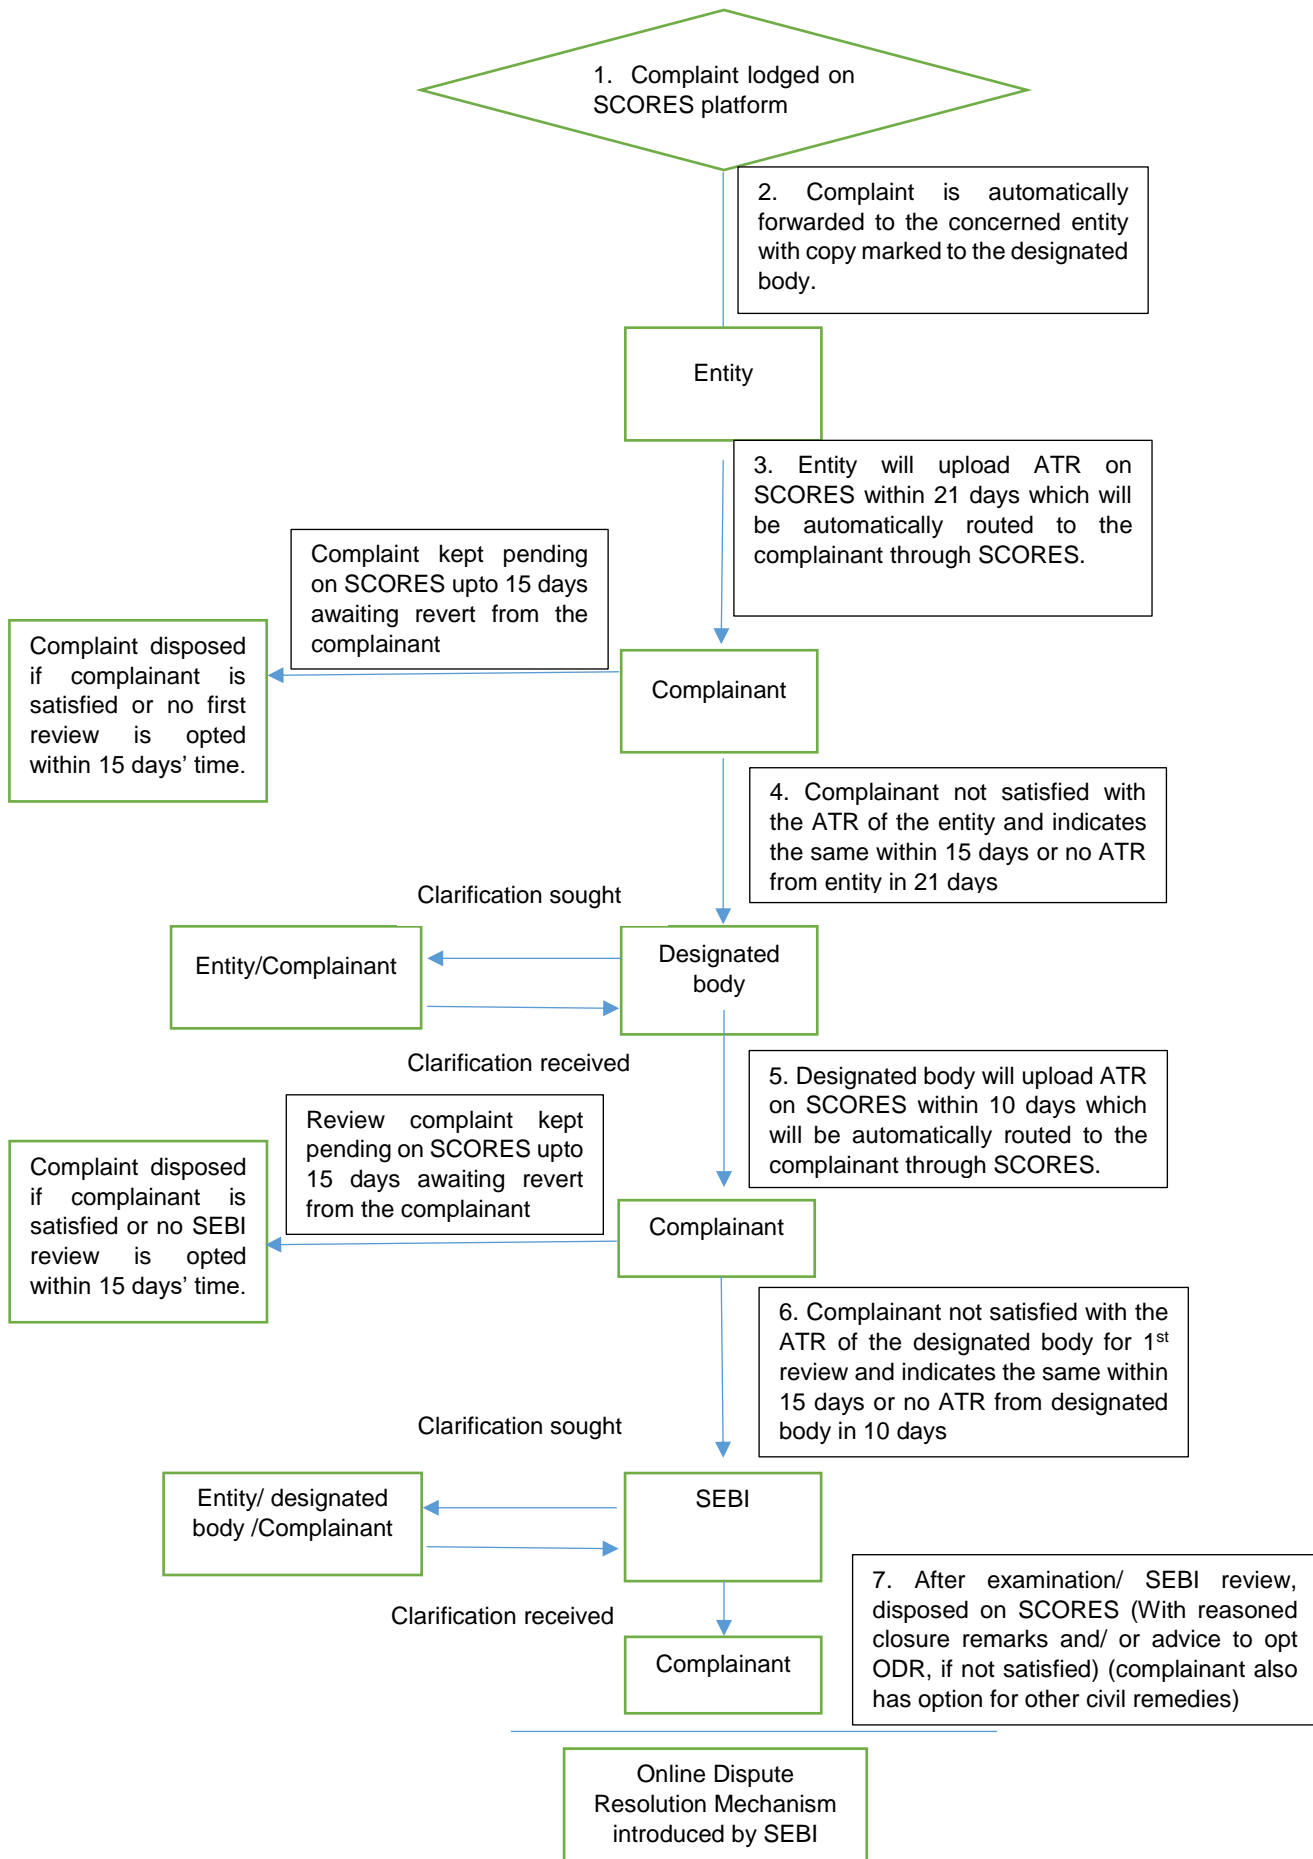 1. Complaint lodged on
SCORES platform
2. Complaint is automatically
forwarded to the concerned entity
with copy marked to the designated
body.
Entity
3. Entity will upload ATR on
SCORES within 21 days which will
be automatically routed to the
complainant through SCORES.
Complaint kept pending
on SCORES upto 15 days
awaiting revert from the
complainant
Complaint disposed
if complainant is
satisfied or no first
review is opted
within 15 days’ time.
Complainant
4. Complainant not satisfied with
the ATR of the entity and indicates
the same within 15 days or no ATR
from entity in 21 days
Clarification sought
Entity/Complainant
Designated
body
Clarification received
5. Designated body will upload ATR
on SCORES within 10 days which
will be automatically routed to the
complainant through SCORES.
Review complaint kept
pending on SCORES upto
15 days awaiting revert
from the complainant
Complaint disposed
if complainant is
satisfied or no SEBI
review is opted
within 15 days’ time.
Complainant
6. Complainant not satisfied with the
ATR of the designated body for 1st
review and indicates the same within
15 days or no ATR from designated
body in 10 days
Clarification sought
Entity/ designated
body /Complainant
SEBI
Clarification received
7. After examination/ SEBI review,
disposed on SCORES (With reasoned
closure remarks and/ or advice to opt
ODR, if not satisfied) (complainant also
has option for other civil remedies)
Complainant
Online Dispute
Resolution Mechanism
introduced by SEBI